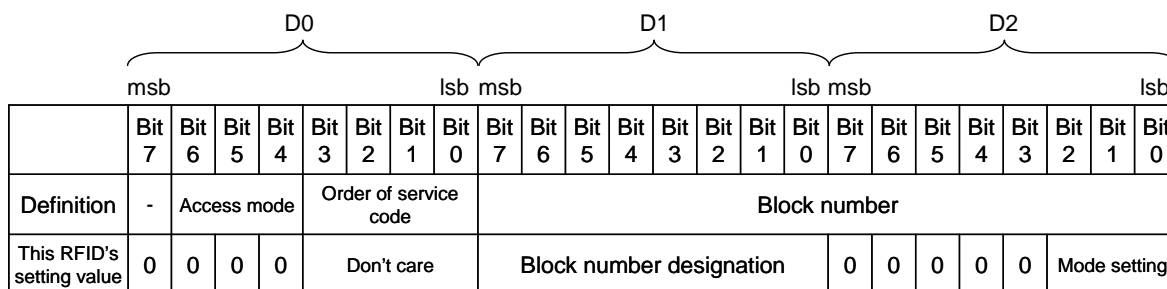 D0 D1 D2
msb lsb msb lsb msb lsb
Bit 7 Bit 6 Bit 5 Bit 4 Bit 3 Bit 2 Bit 1 Bit 0 Bit 7 Bit 6 Bit 5 Bit 4 Bit 3 Bit 2 Bit 1 Bit 0 Bit 7 Bit 6 Bit 5 Bit 4 Bit 3 Bit 2 Bit 1 Bit 0
Definition - Access mode Order of service code Block number
This RFID's setting value 0 0 0 0 Don't care Block number designation 0 0 0 0 0 Mode setting